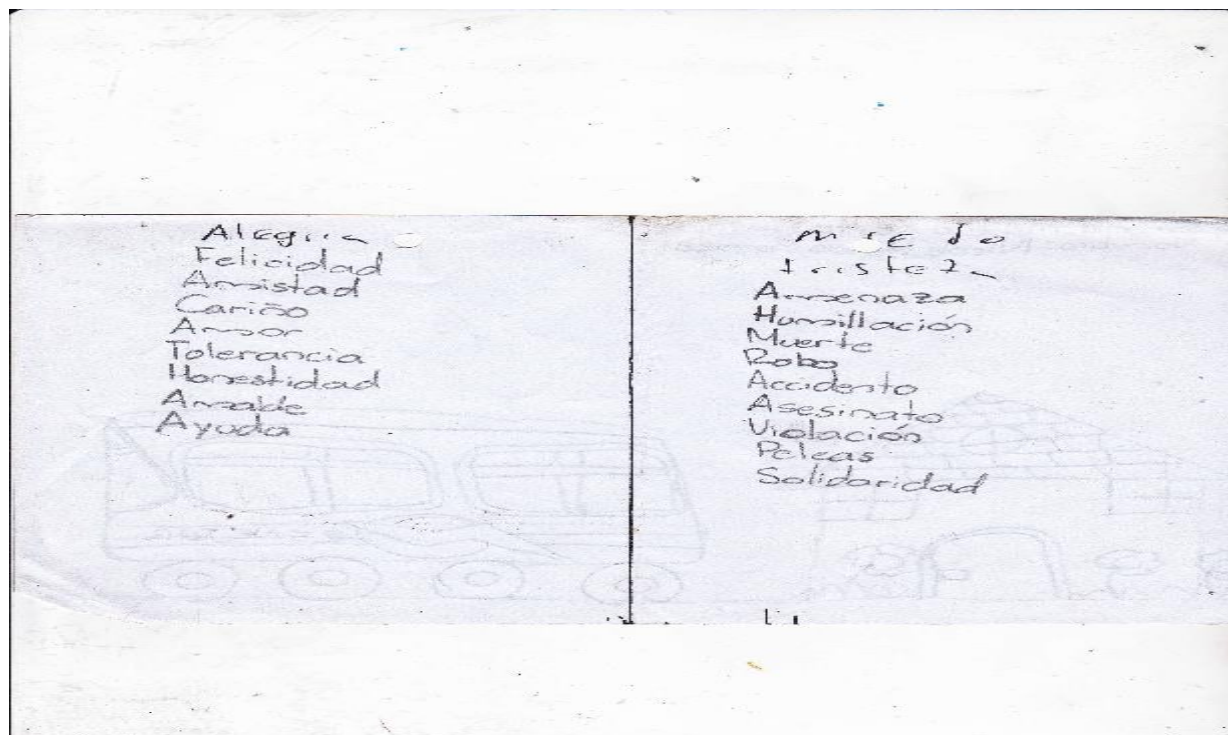 Alegria
Felicidad
Amistad
Cariño
Amor
Tolerancia
Honestidad
Amable
Ayuda
miedo
tristeza
Amenaza
Humillación
Muerte
Robo
Accidento
Asesinato
Violación
Peleas
Solidaridad